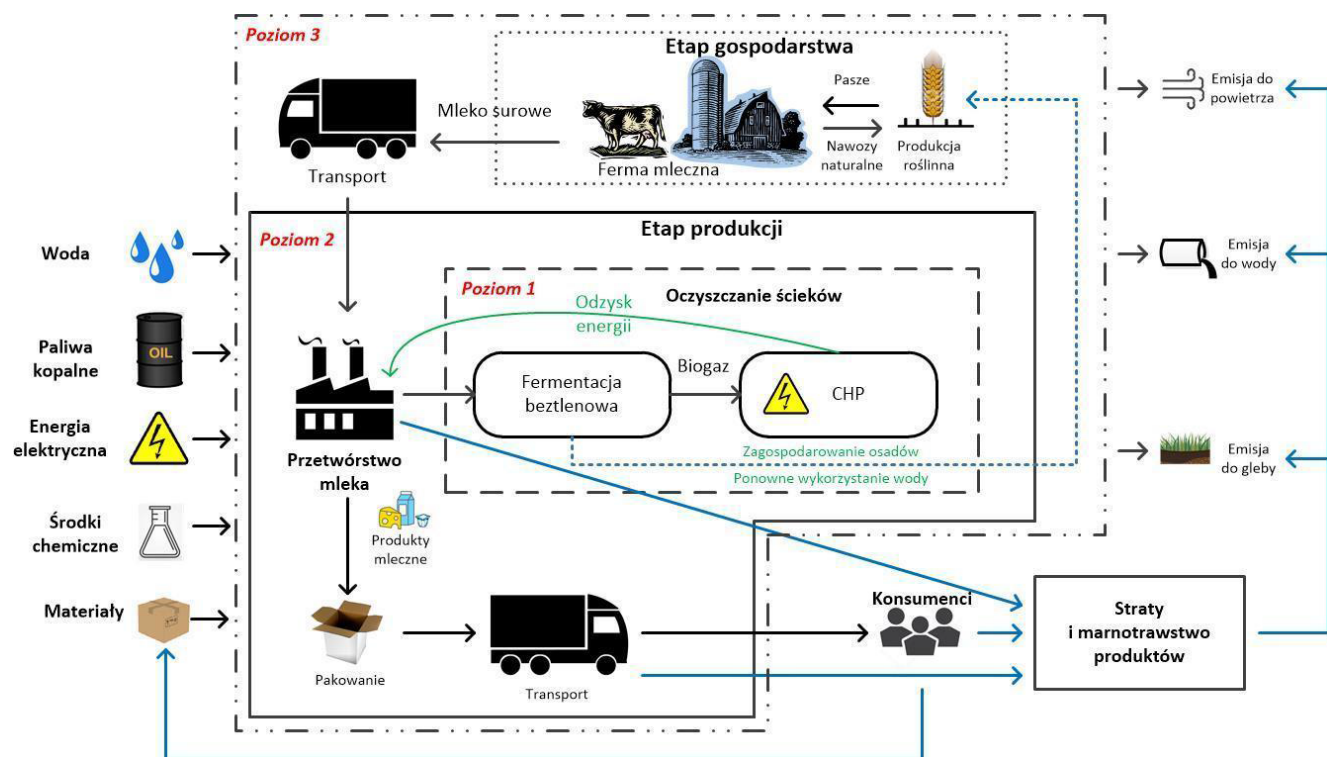 Poziom 3
Etap gospodarstwa
Mleko surowe
Transport
Ferma mleczna
Pasze
Nawozy
naturalne
Produkcja
roślinna
Emisja do
powietrza
Poziom 2
Etap produkcji
Woda
Paliwa
kopalne
OIL
Energia
elektryczna
Środki
chemiczne
Materiały
Poziom 1
Oczyszczanie ścieków
Odzysk
energii
Fermentacja
beztlenowa
Biogaz
CHP
Zagospodarowanie osadów
Ponowne wykorzystanie wody
Przetwórstwo
mleka
Produkty
mleczne
Pakowanie
Transport
Konsumenci
Straty
i marnotrawstwo
produktów
Emisja
do wody
Emisja
do gleby